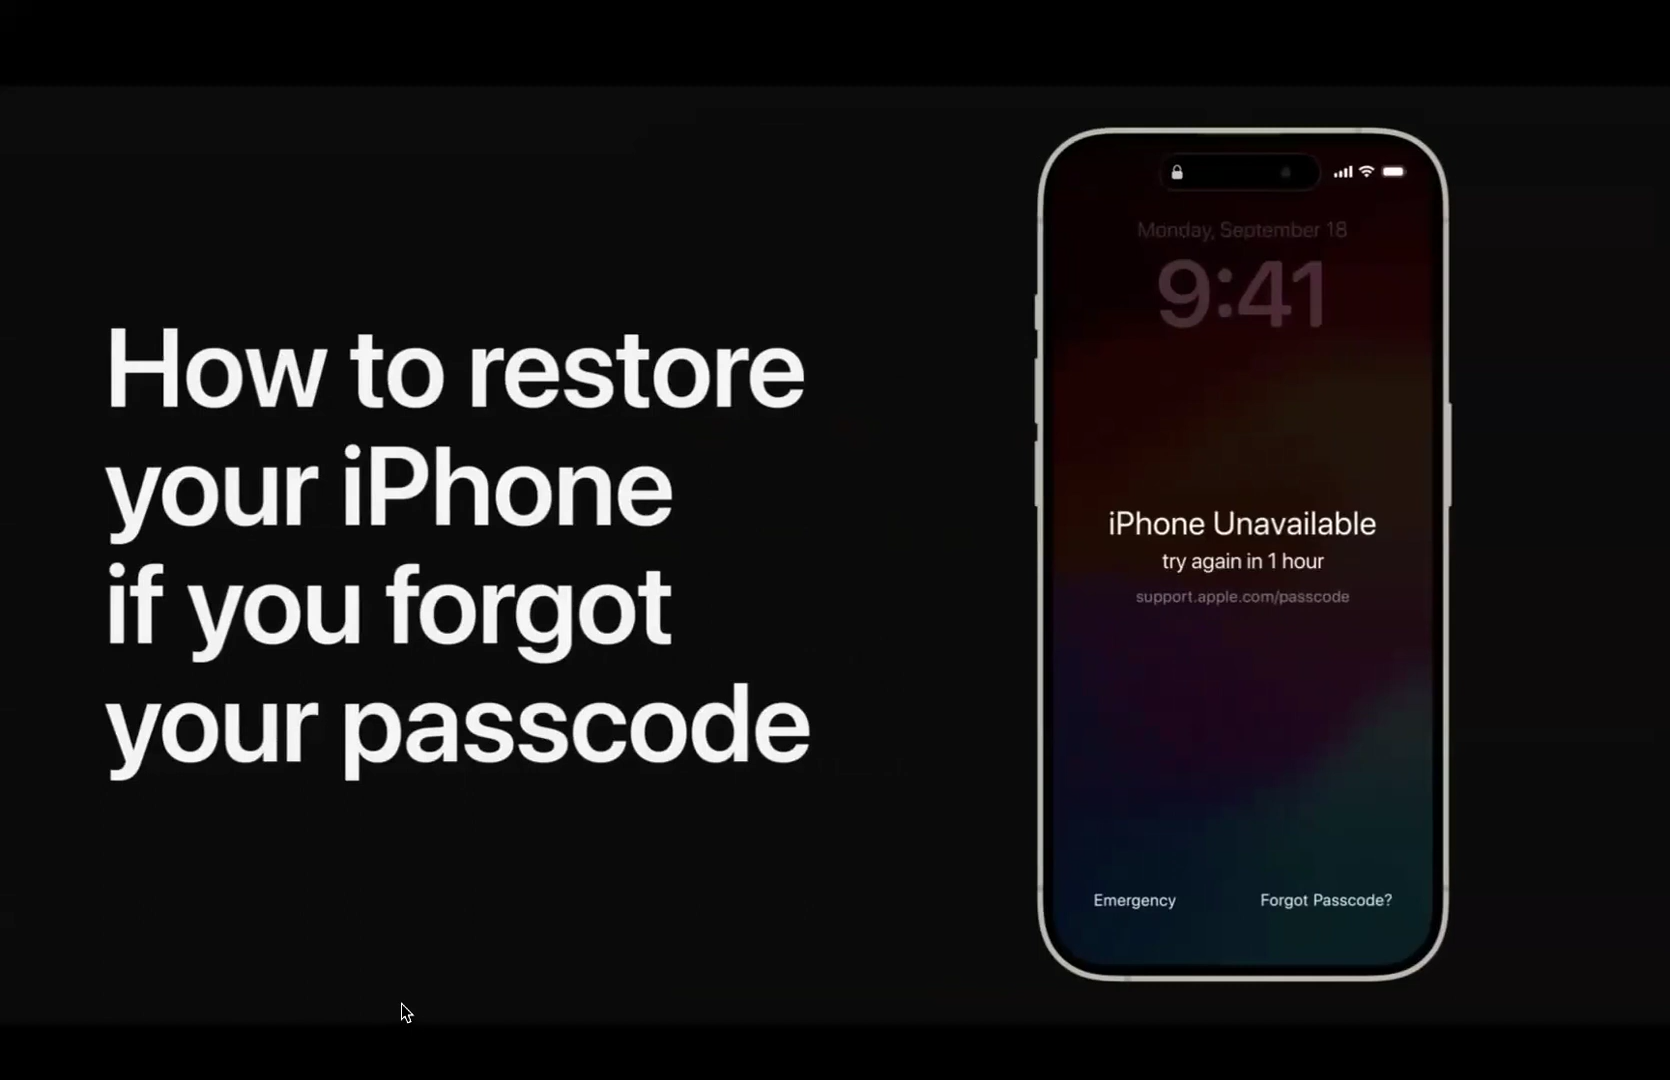 How to restore
your iPhone
if you forgot
your passcode
Monday, September 18
9:41
iPhone Unavailable
try again in 1 hour
support.apple.com/passcode
Emergency
Forgot Passcode?